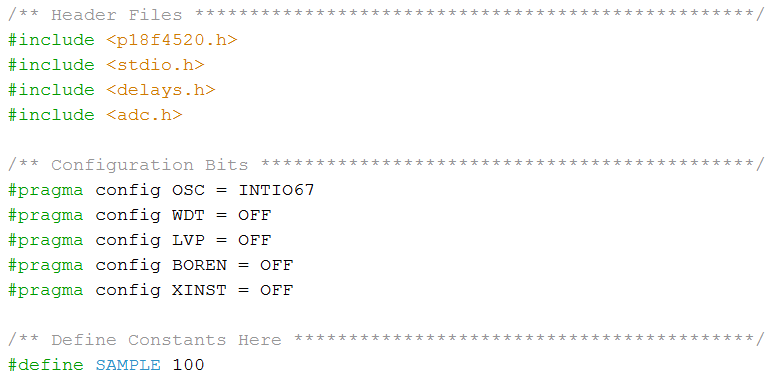 /** Header Files ***************************************************/
#include <p18f4520.h>
#include <stdio.h>
#include <delays.h>
#include <adc.h>
/** Configuration Bits *********************************************/
#pragma config OSC = INTIO67
#pragma config WDT = OFF
#pragma config LVP = OFF
#pragma config BOREN = OFF
#pragma config XINST = OFF
/** Define Constants Here ******************************************/
#define SAMPLE 100